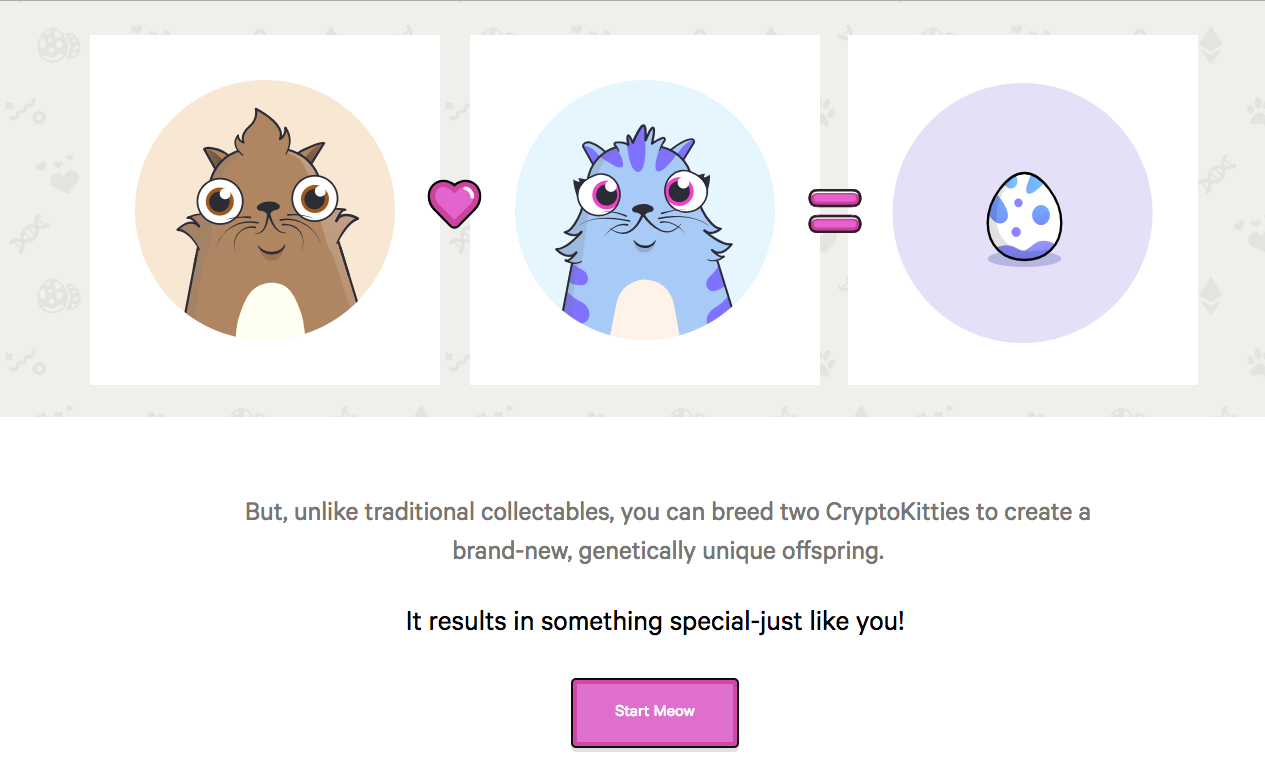 But, unlike traditional collectables, you can breed two CryptoKitties to create a
brand-new, genetically unique offspring.
It results in something special-just like you!
Start Meow